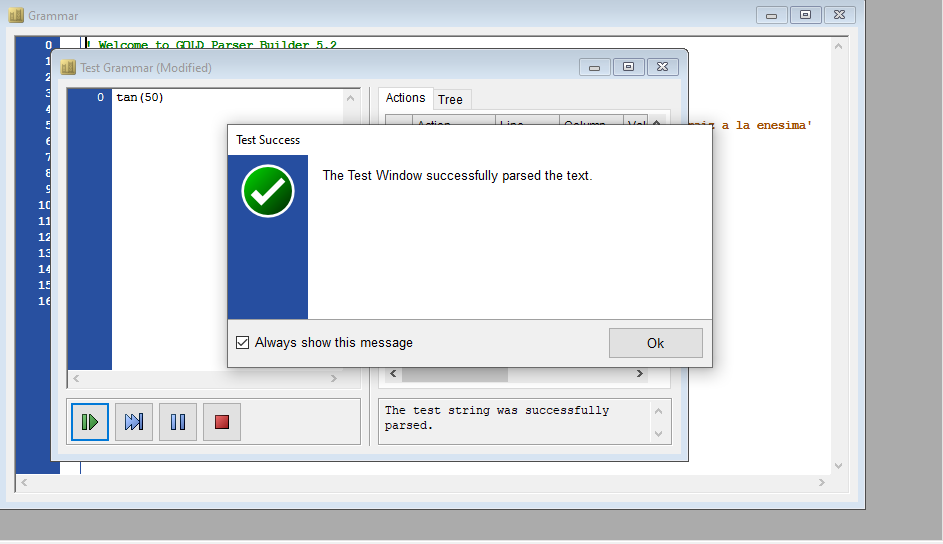 Grammar
! Welcome to GOLD Parser Builder 5.2
Test Grammar (Modified)
0
1
2
3
4
5
6
7
8
9
10
11
12
13
14
15
16
0 tan(50)
Actions Tree
Action Line Column Val
a la enesima'
Test Success
The Test Window successfully parsed the text.
Always show this message
Ok
The test string was successfully
parsed.